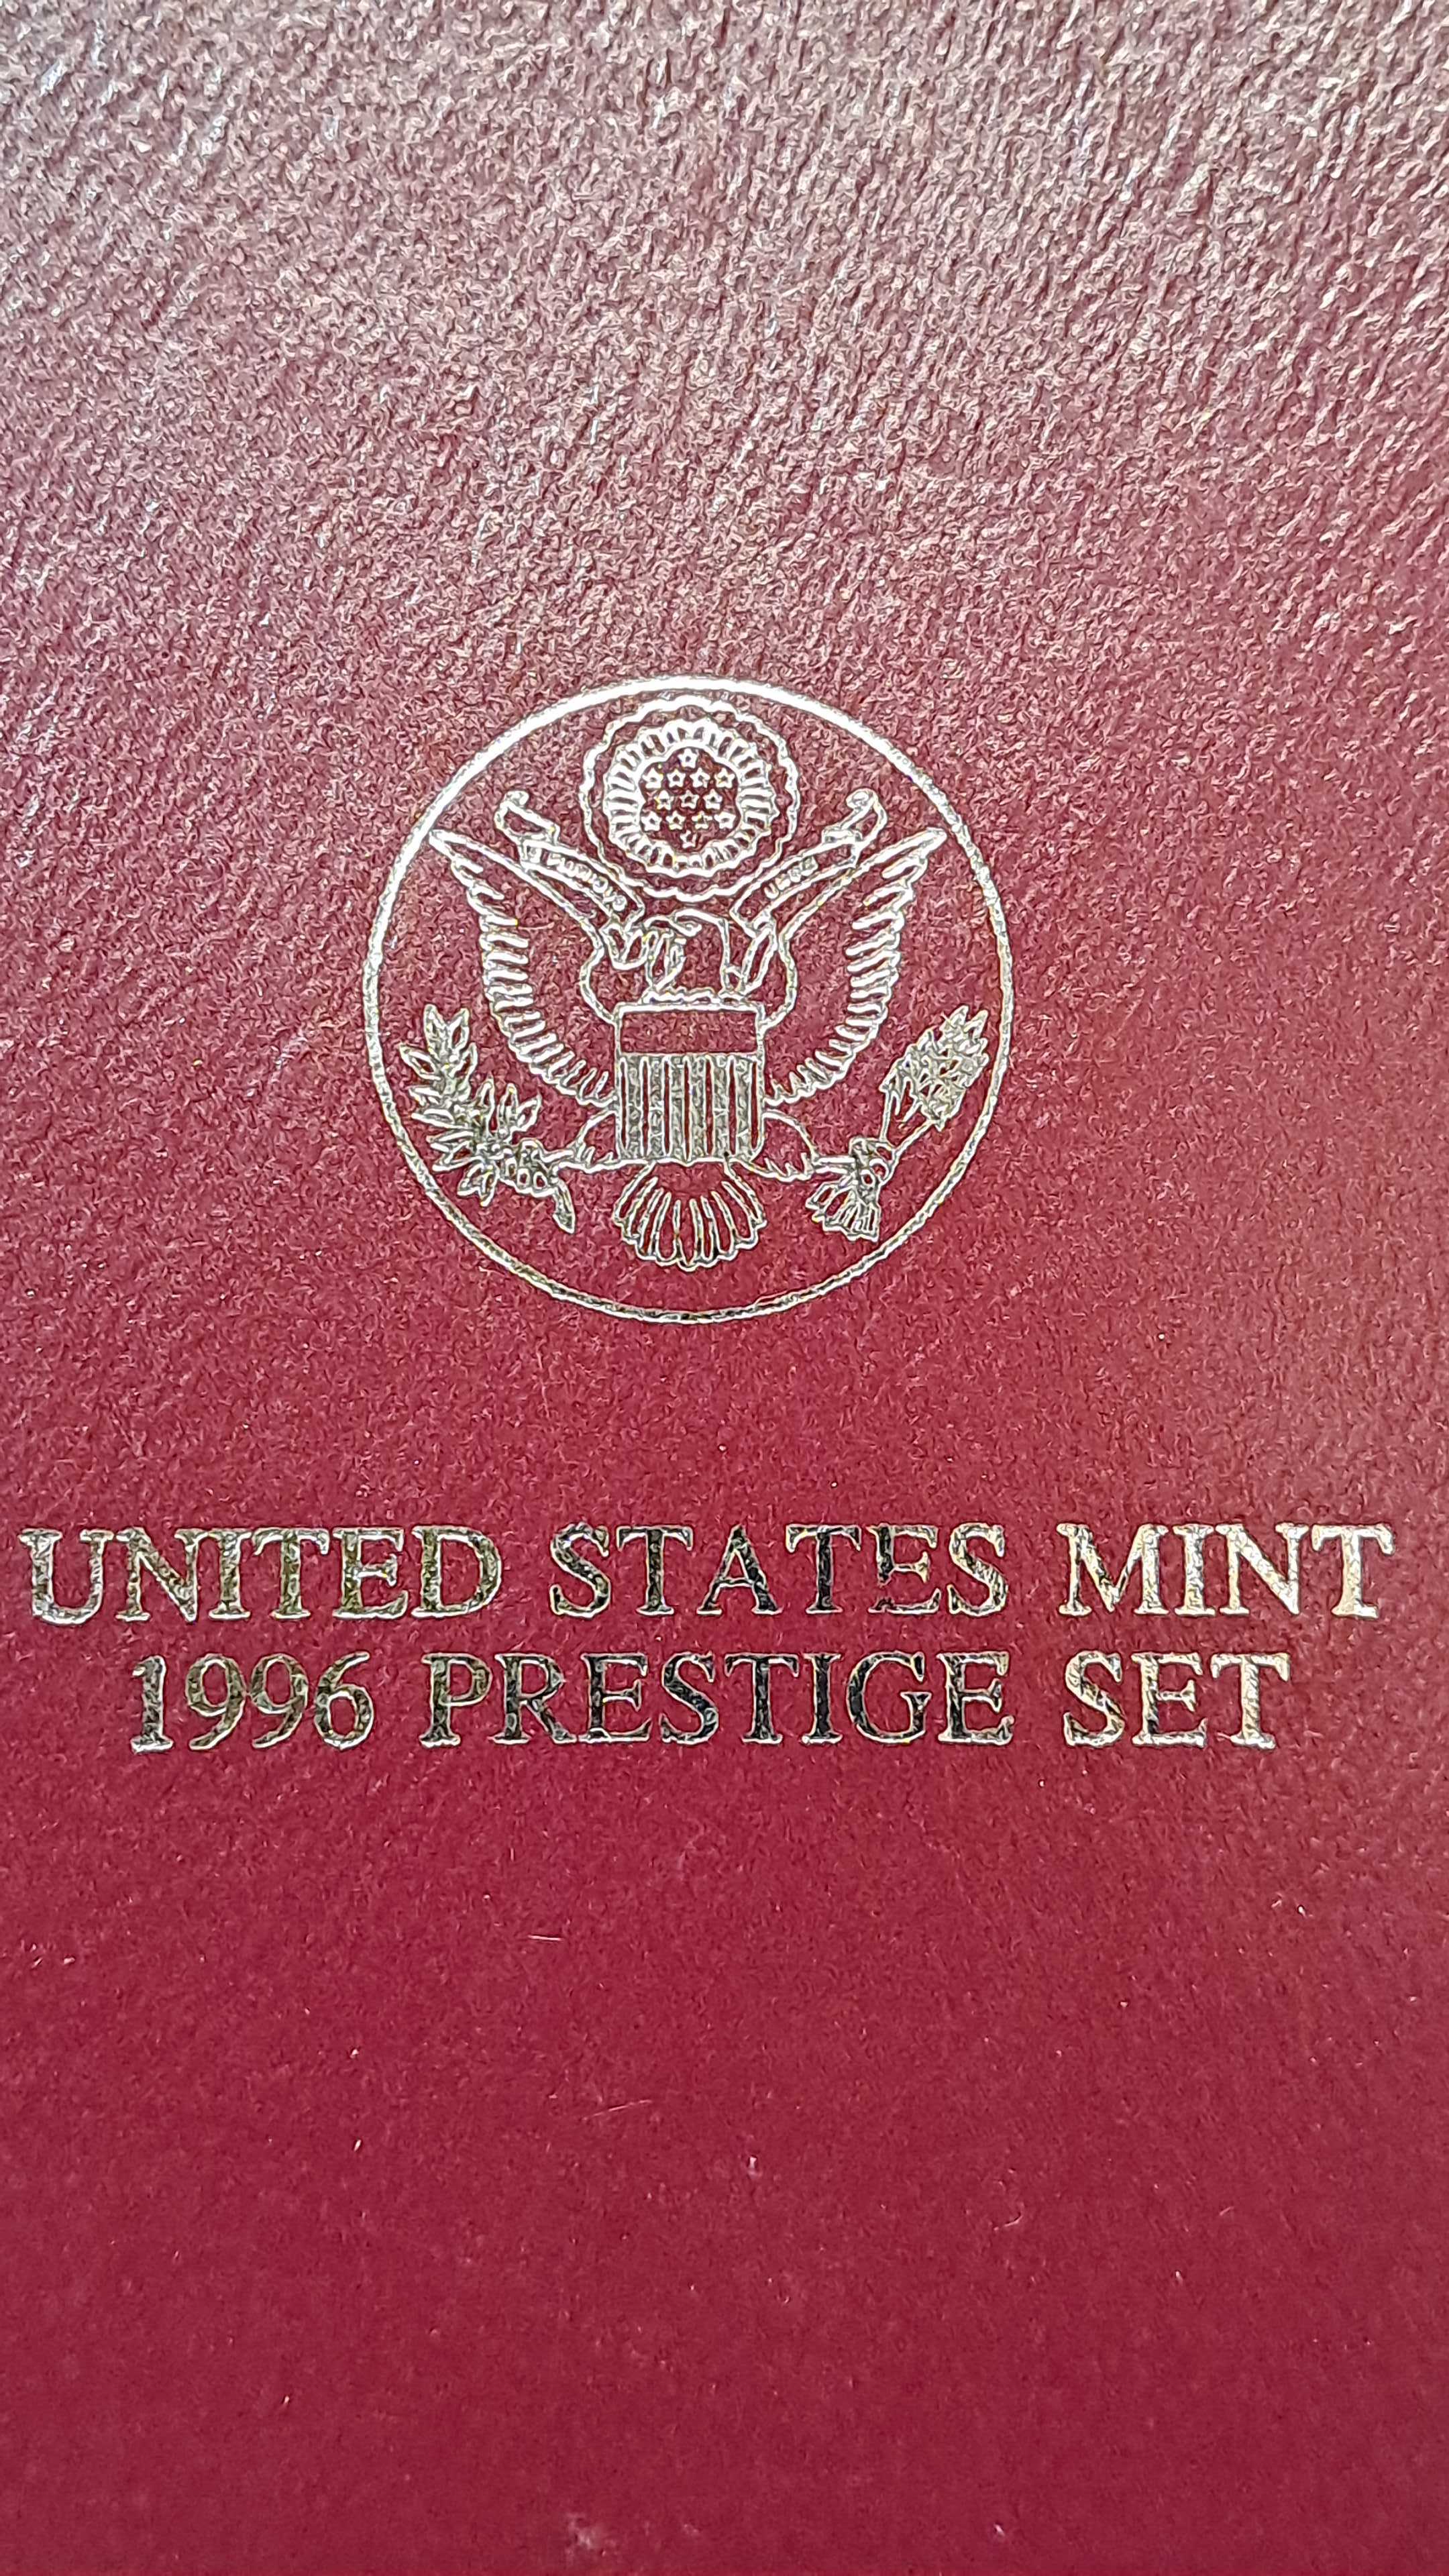 UNITED STATES MINT
1996 PRESTIGE SET